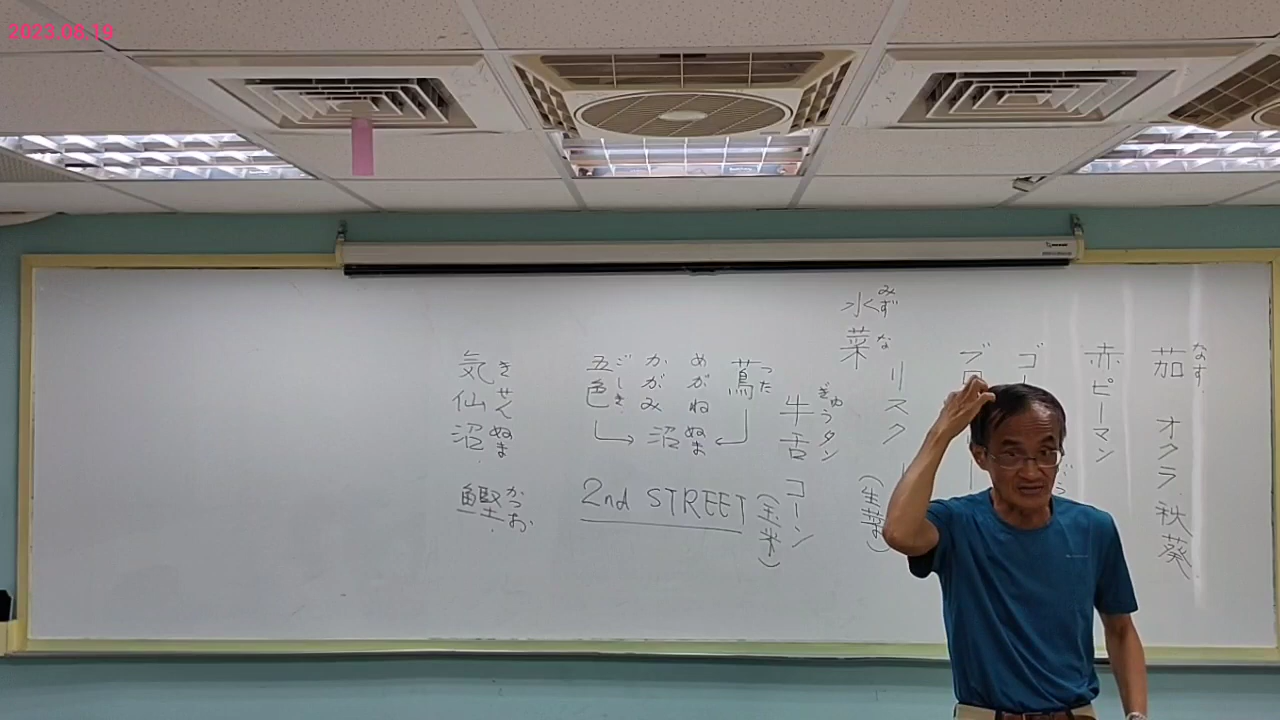 2023.08.19
茄 なす
オクラ 秋葵
赤ピーマン
ゴー
ブロ
水菜 みずな
リスク
(生菜)
牛舌 ぎゅうタン
コーン
(玉米)
蔦 つた
めがね
かがみ
五色 ごしき
沼 ぬま
2nd STREET
気仙沼 きせんぬま
鰹 かつお